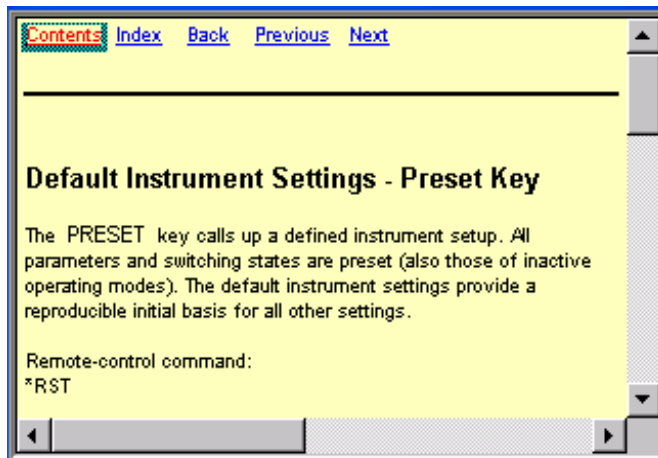 Contents Index Back Previous Next
Default Instrument Settings - Preset Key
The PRESET key calls up a defined instrument setup. All
parameters and switching states are preset (also those of inactive
operating modes). The default instrument settings provide a
reproducible initial basis for all other settings.
Remote-control command:
*RST